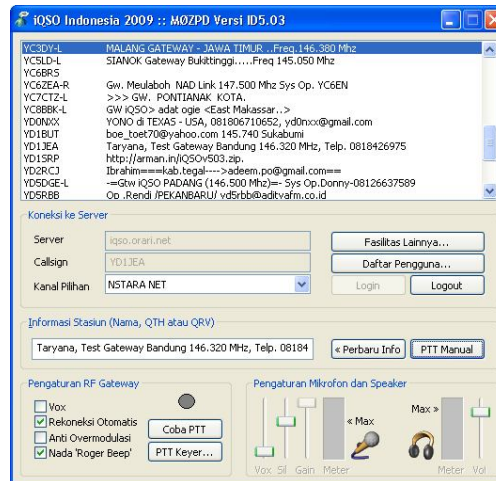 iQSO Indonesia 2009 :: MØZPD Versi ID5.03
YC3DY-L MALANG GATEWAY - JAWA TIMUR ..Freq.146.380 Mhz
YC5LD-L SIANOK Gateway Bukittinggi.....Freq 145.050 Mhz
YC6BRS
YC6ZEA-R Gw. Meulaboh NAD Link 147.500 Mhz Sys Op. YC6EN
YC7CTZ-L >>> GW. PONTIANAK KOTA.
YC8BBK-L GW iQSO> adat ogie <East Makassar..>
YD0NXX YONO di TEXAS - USA, 081806710652, yd0nxx@gmail.com
YD1BUT boe_toet70@yahoo.com 145.740 Sukabumi
YD1JEA Taryana, Test Gateway Bandung 146.320 MHz, Telp. 0818426975
YD1SRP http://arman.in/iQSOv503.zip.
YD2RCJ Ibrahim===kab.tegal---->adeem.po@gmail.com==
YD5DGE-L -=Gtw iQSO PADANG (146.500 Mhz)=- Sys Op.Donny-08126637589
YD5RBB Op .Rendi /PEKANBARU/ yd5rbb@adityafm.co.id
Koneksi ke Server
Server iqso.orari.net Fasilitas Lainnya...
Callsign YD1JEA Daftar Pengguna...
Kanal Pilihan NSTARA NET Login Logout
Informasi Stasiun (Nama, QTH atau QRV)
Taryana, Test Gateway Bandung 146.320 MHz, Telp. 08184 « Perbaru Info PTT Manual
Pengaturan RF Gateway
Vox
Rekoneksi Otomatis
Anti Overmodulasi
Nada 'Roger Beep'
Coba PTT
PTT Keyer...
Pengaturan Mikrofon dan Speaker
« Max
Max »
Vox Sil Gain Meter Meter Vol